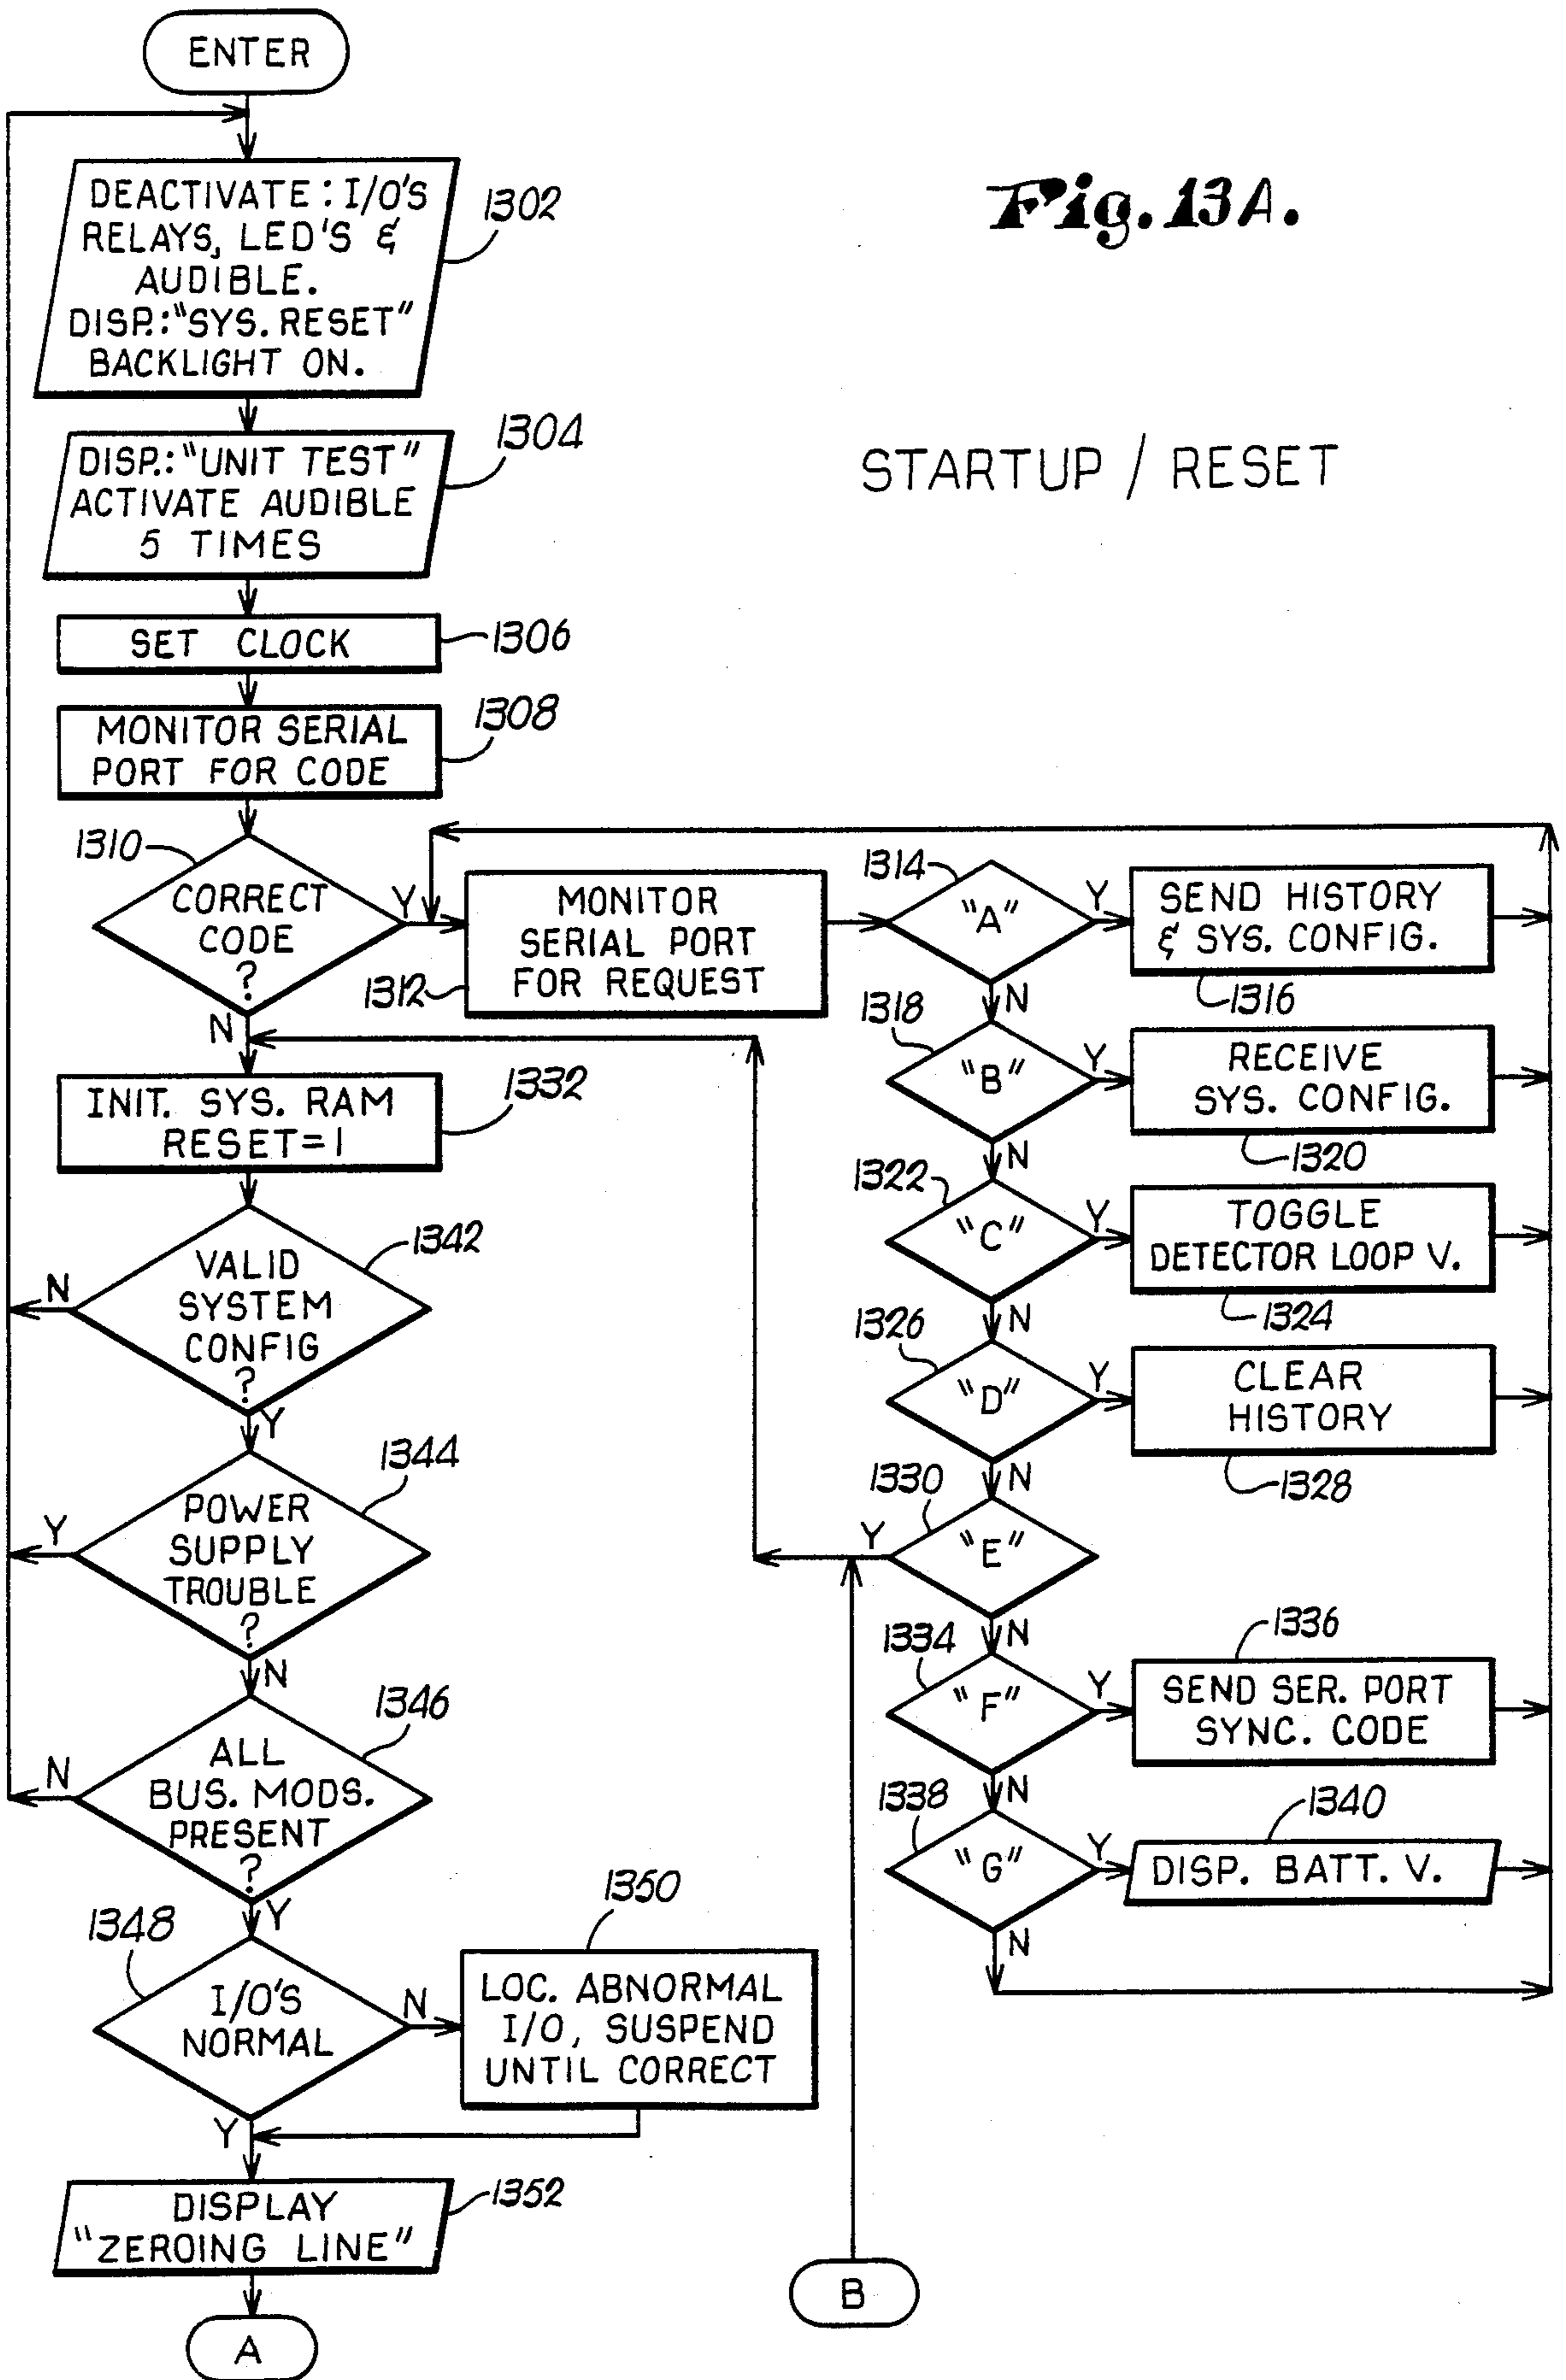 ENTER
Fig. 13A.
STARTUP / RESET
DEACTIVATE: I/O'S
RELAYS, LED'S &
AUDIBLE.
DISP.: "SYS. RESET"
BACKLIGHT ON.
1302
DISP.: "UNIT TEST"
ACTIVATE AUDIBLE
5 TIMES
1304
SET CLOCK
1306
MONITOR SERIAL
PORT FOR CODE
1308
1310
CORRECT
CODE
?
Y
N
MONITOR
SERIAL PORT
FOR REQUEST
1312
1314
"A"
Y
N
SEND HISTORY
& SYS. CONFIG.
1316
1318
"B"
Y
N
RECEIVE
SYS. CONFIG.
1320
1322
"C"
Y
N
TOGGLE
DETECTOR LOOP V.
1324
1326
"D"
Y
N
CLEAR
HISTORY
1328
1330
"E"
Y
N
1334
"F"
Y
N
1336
SEND SER. PORT
SYNC. CODE
1338
"G"
Y
N
1340
DISP. BATT. V.
INIT. SYS. RAM
RESET=1
1332
1342
VALID
SYSTEM
CONFIG
?
N
Y
1344
POWER
SUPPLY
TROUBLE
?
Y
N
1346
ALL
BUS. MODS.
PRESENT
?
N
Y
1348
I/O'S
NORMAL
N
Y
1350
LOC. ABNORMAL
I/O, SUSPEND
UNTIL CORRECT
DISPLAY
"ZEROING LINE"
1352
A
B